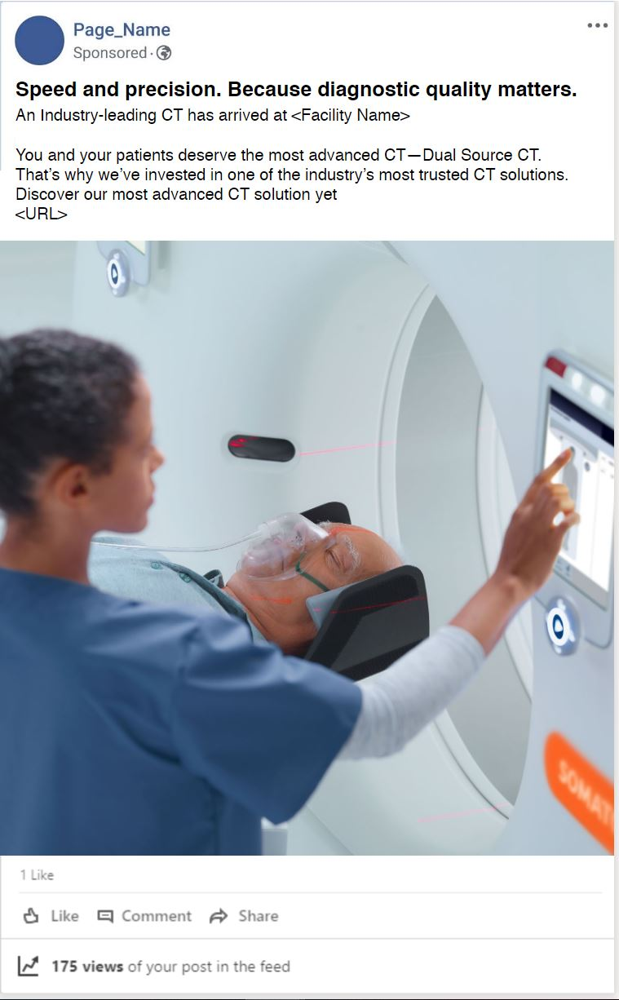 Page_Name
Sponsored ·
Speed and precision. Because diagnostic quality matters.
An Industry-leading CT has arrived at <Facility Name>
You and your patients deserve the most advanced CT—Dual Source CT.
That's why we've invested in one of the industry's most trusted CT solutions.
Discover our most advanced CT solution yet
<URL>
SOMAT
1 Like
Like Comment Share
175 views of your post in the feed